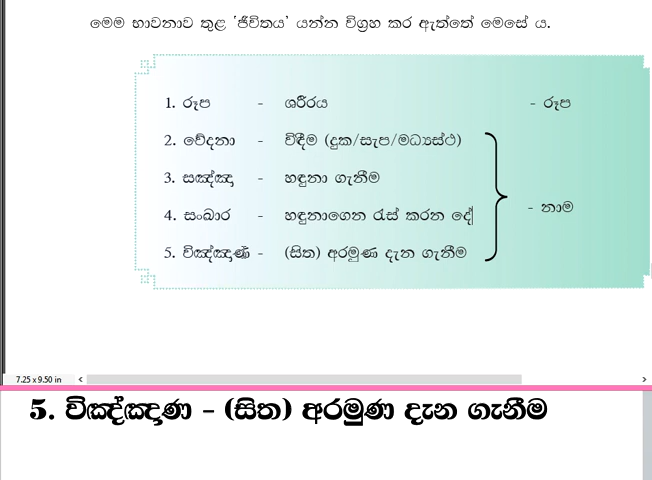 මෙම භාවනාව තුළ 'ජීවිතය' යන්න විග්‍රහ කර ඇත්තේ මෙසේ ය.
1. රූප - ශරීරය - රූප
2. වේදනා - විඳීම (දුක/සැප/මධ්‍යස්ථ)
3. සඤ්ඤා - හඳුනා ගැනීම
4. සංඛාර - හඳුනාගෙන රැස් කරන දේ
- නාම
5. විඤ්ඤාණ් - (සිත) අරමුණ දැන ගැනීම
7.25 x 9.50 in
5. විඤ්ඤාණ - (සිත) අරමුණ දැන ගැනීම